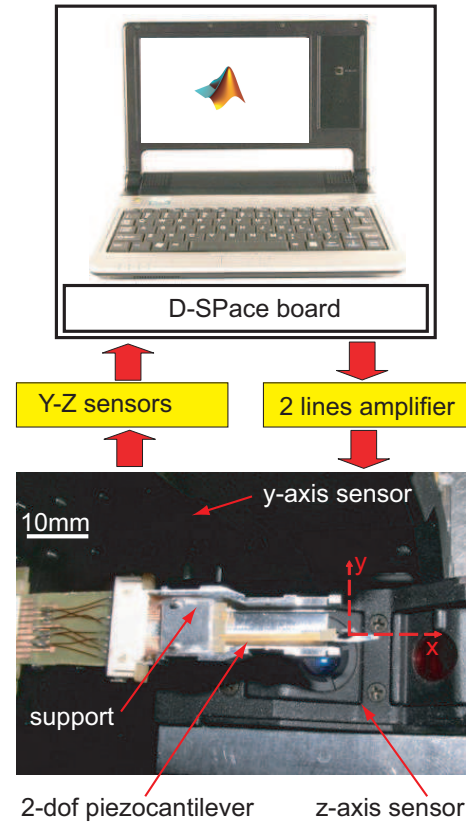 D-SPace board
Y-Z sensors
2 lines amplifier
y-axis sensor
10mm
y
x
support
2-dof piezocantilever
z-axis sensor